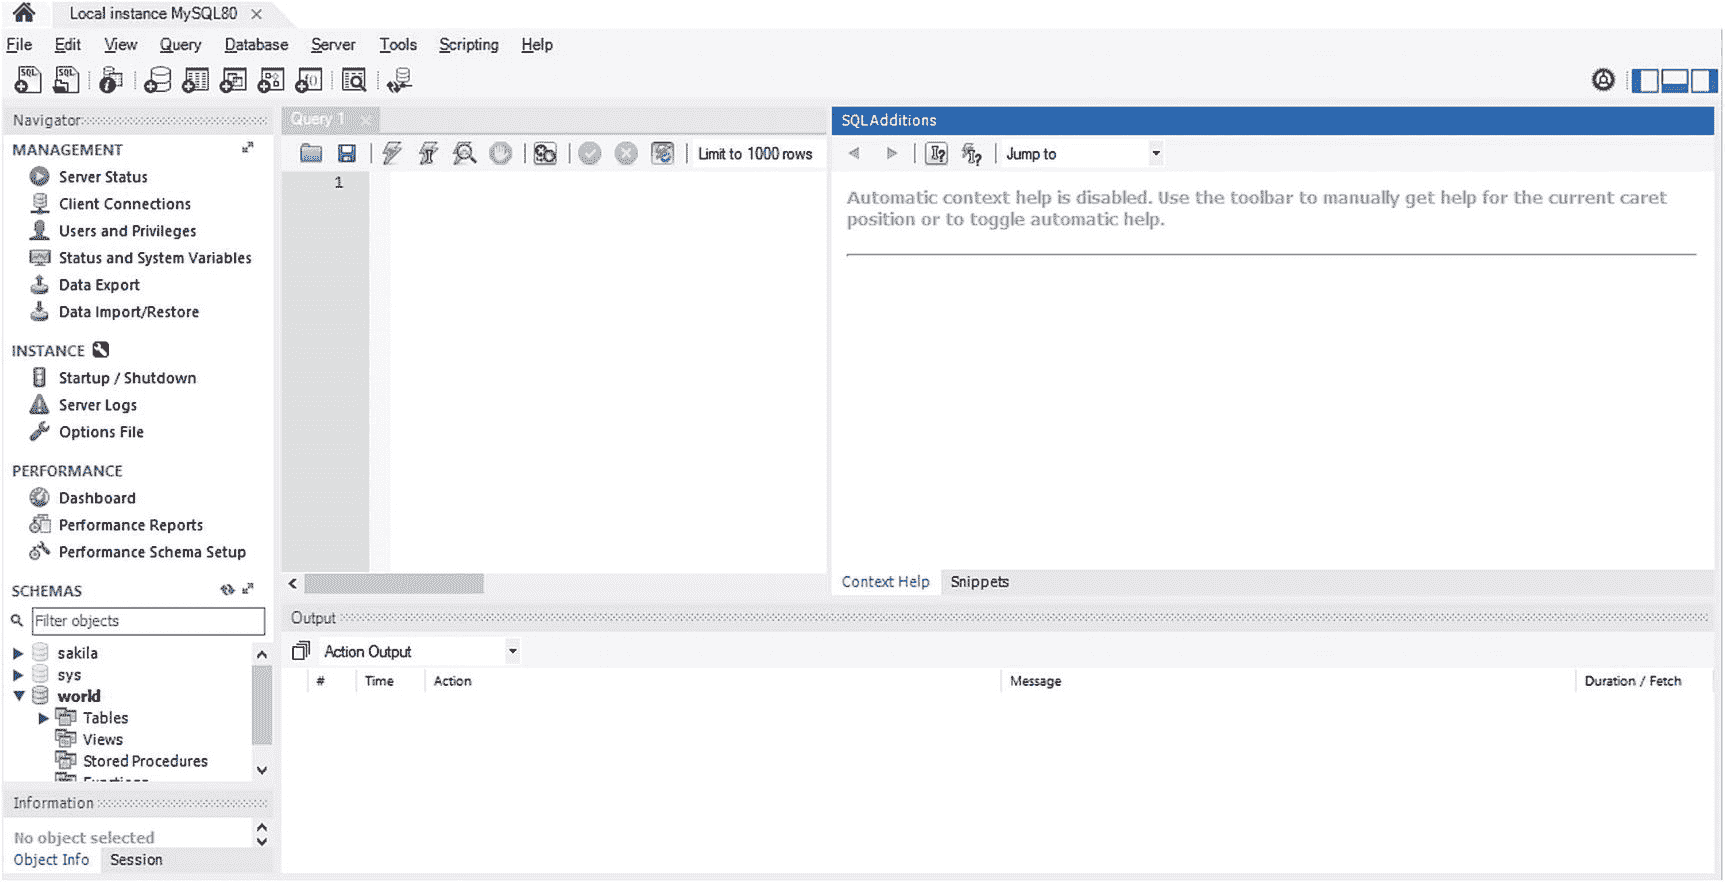 Local instance MySQL80
File Edit View Query Database Server Tools Scripting Help
Navigator
MANAGEMENT
Server Status
Client Connections
Users and Privileges
Status and System Variables
Data Export
Data Import/Restore
INSTANCE
Startup / Shutdown
Server Logs
Options File
PERFORMANCE
Dashboard
Performance Reports
Performance Schema Setup
SCHEMAS
Filter objects
sakila
sys
world
Tables
Views
Stored Procedures
Functions
Information
No object selected
Object Info Session
Query 1
Limit to 1000 rows
1
SQLAdditions
Jump to
Automatic context help is disabled. Use the toolbar to manually get help for the current caret
position or to toggle automatic help.
Context Help Snippets
Output
Action Output
# Time Action Message Duration / Fetch